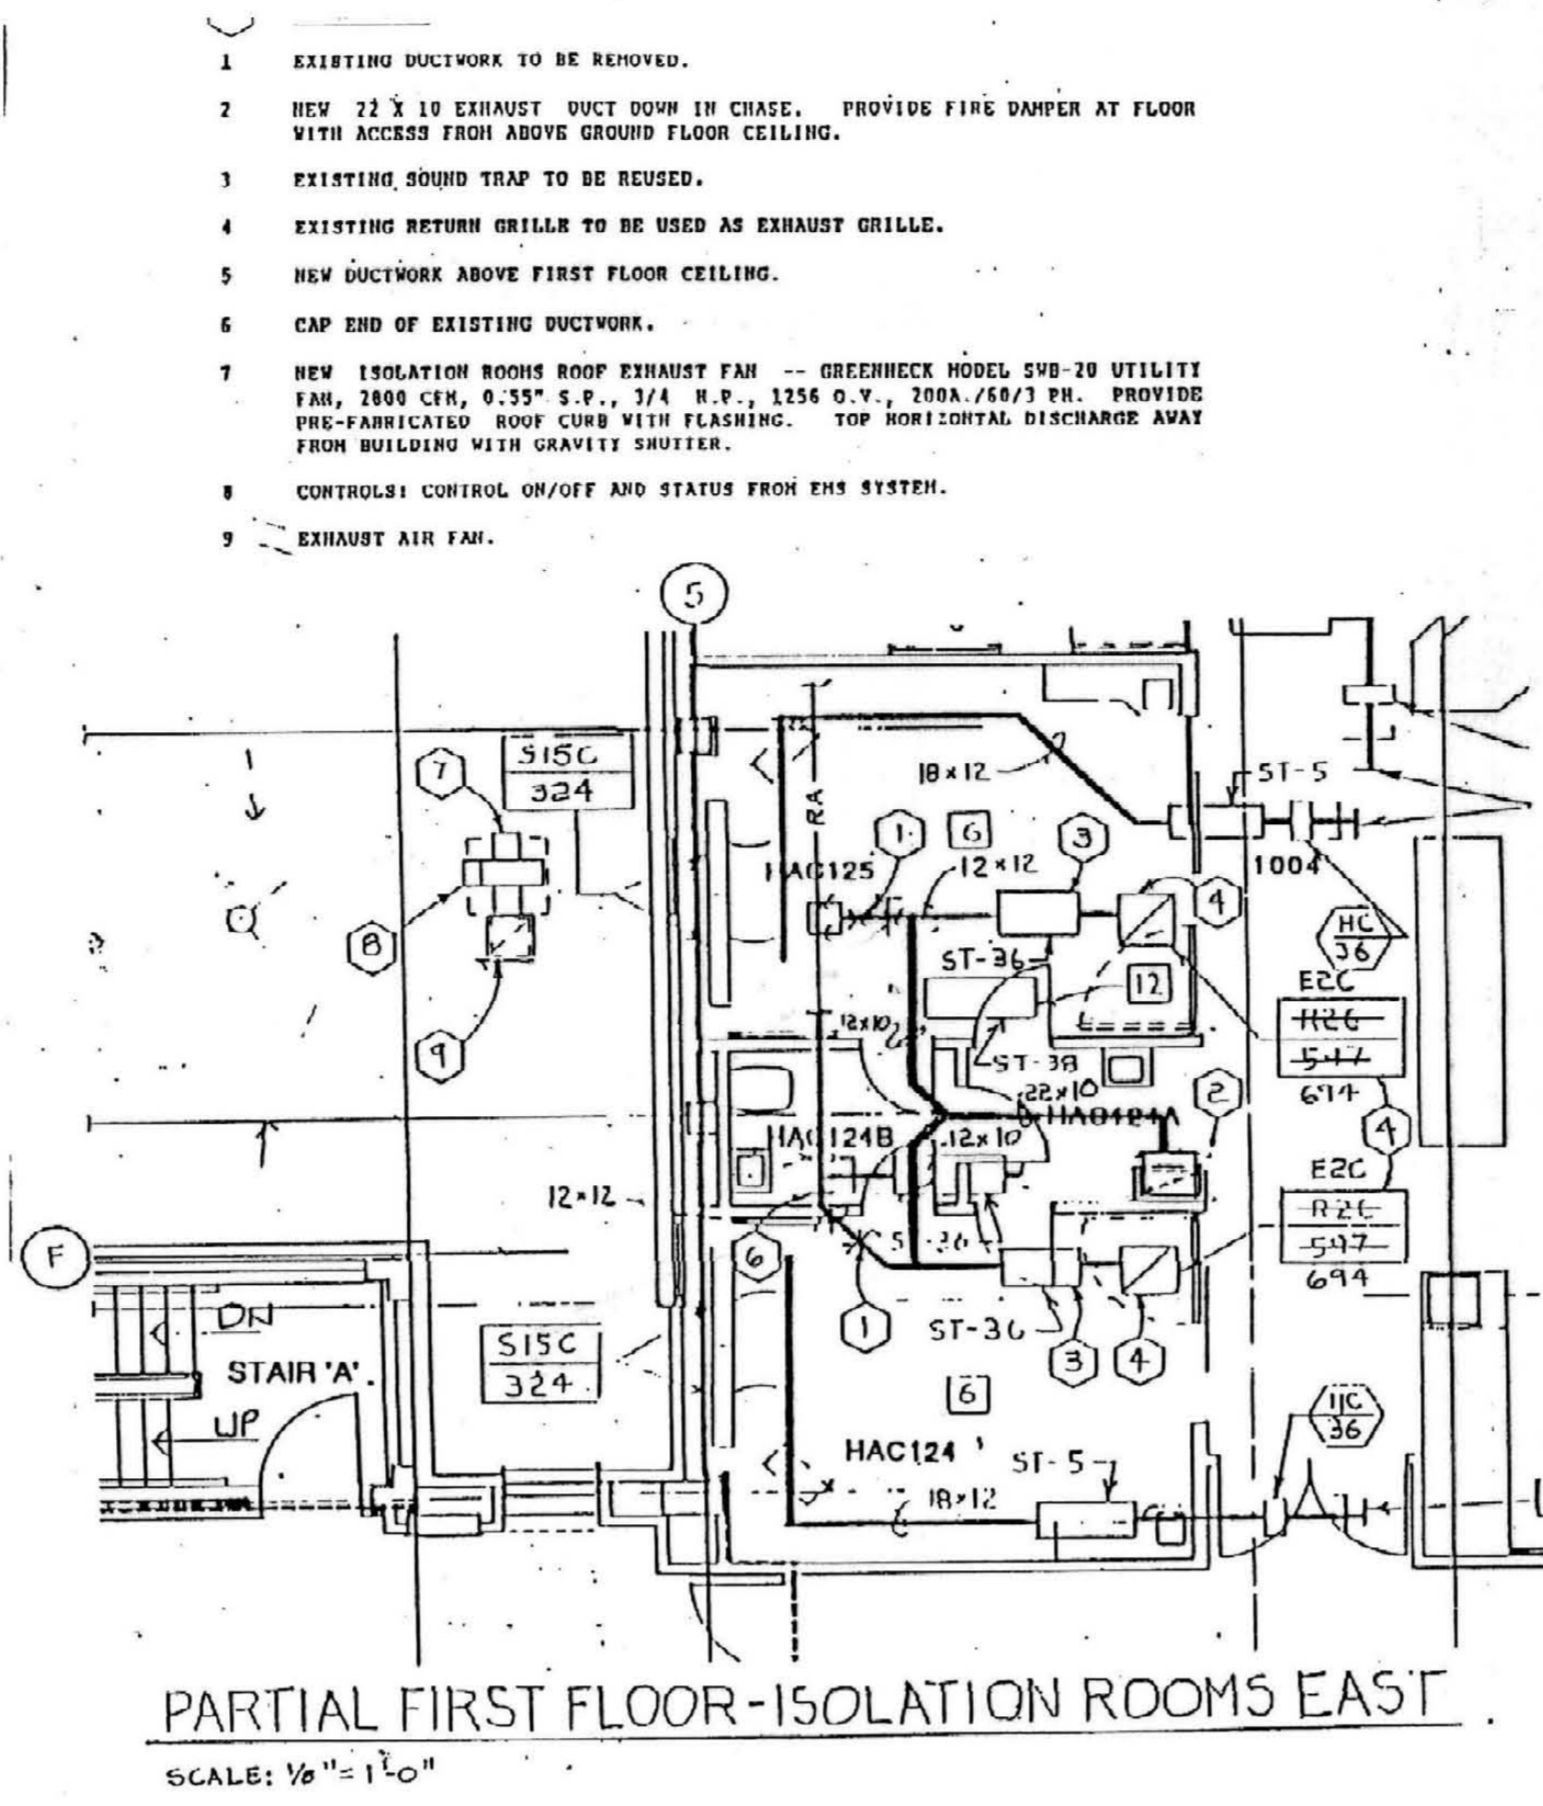 1 EXISTING DUCTWORK TO BE REMOVED.
2 NEW 22 X 10 EXHAUST DUCT DOWN IN CHASE. PROVIDE FIRE DAMPER AT FLOOR
WITH ACCESS FROM ABOVE GROUND FLOOR CEILING.
3 EXISTING SOUND TRAP TO BE REUSED.
4 EXISTING RETURN GRILLE TO BE USED AS EXHAUST GRILLE.
5 NEW DUCTWORK ABOVE FIRST FLOOR CEILING.
6 CAP END OF EXISTING DUCTWORK.
7 NEW ISOLATION ROOMS ROOF EXHAUST FAN -- GREENHECK MODEL SWB-20 UTILITY
FAN, 2800 CFM, 0.55" S.P., 3/4 H.P., 1256 O.V., 200A./60/3 PH. PROVIDE
PRE-FABRICATED ROOF CURB WITH FLASHING. TOP HORIZONTAL DISCHARGE AWAY
FROM BUILDING WITH GRAVITY SHUTTER.
8 CONTROLS: CONTROL ON/OFF AND STATUS FROM EMS SYSTEM.
9 EXHAUST AIR FAN.
5
7
S15C
324
18×12
ST-5
RA
1
6
3
HAC125
12×12
1004
4
8
HC
36
ST-36
12
E2C
R2C
597
694
12×10
9
ST-38
22×10
2
HAC124A
HAC124B
12×10
4
E2C
R2C
597
694
12×12
F
6
DN
1
ST-36
3
4
S15C
324
STAIR 'A'.
6
UP
HC
36
HAC124
ST-5
18×12
PARTIAL FIRST FLOOR-ISOLATION ROOMS EAST
SCALE: 1/8"=1'-0"